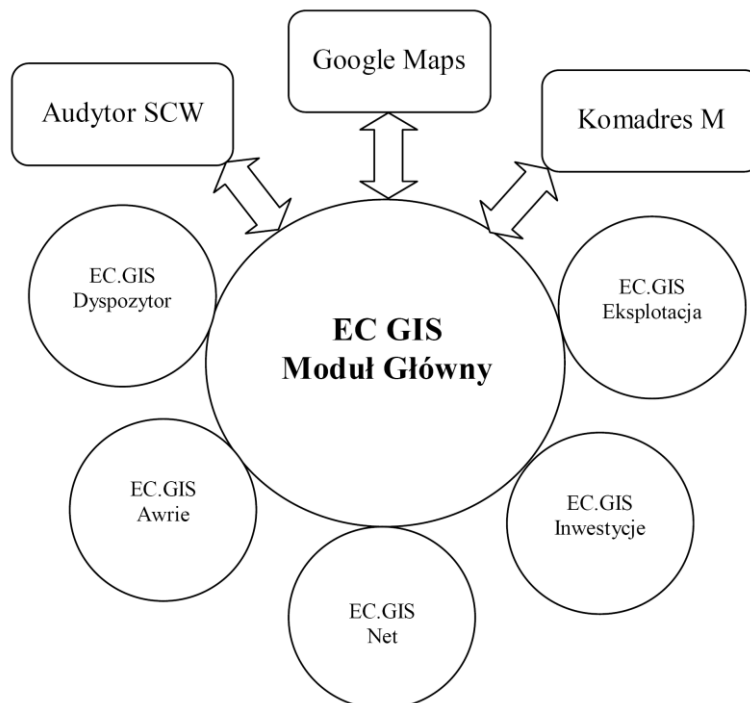 Google Maps
Audytor SCW
Komadres M
EC.GIS
Dyspozytor
EC.GIS
Eksplotacja
EC GIS
Moduł Główny
EC.GIS
Awrie
EC.GIS
Inwestycje
EC.GIS
Net